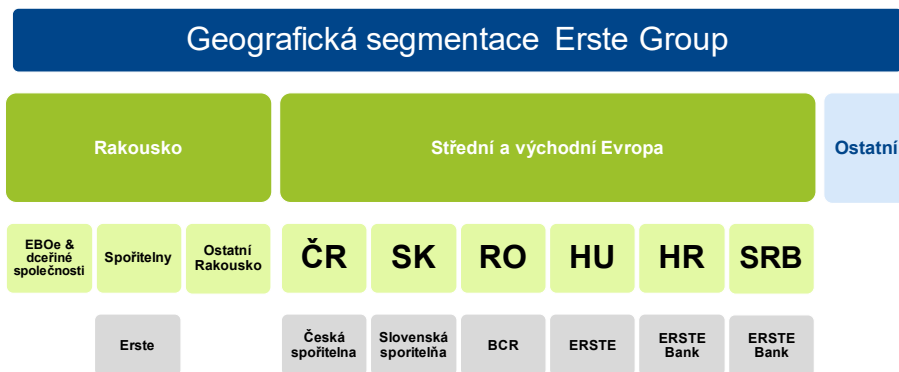 Geografická segmentace Erste Group
Rakousko
Střední a východní Evropa
Ostatní
EBOe &
dceřiné
společnosti
Spořitelny
Ostatní
Rakousko
ČR
SK
RO
HU
HR
SRB
Erste
Česká
spořitelna
Slovenská
sporitelňa
BCR
ERSTE
ERSTE
Bank
ERSTE
Bank